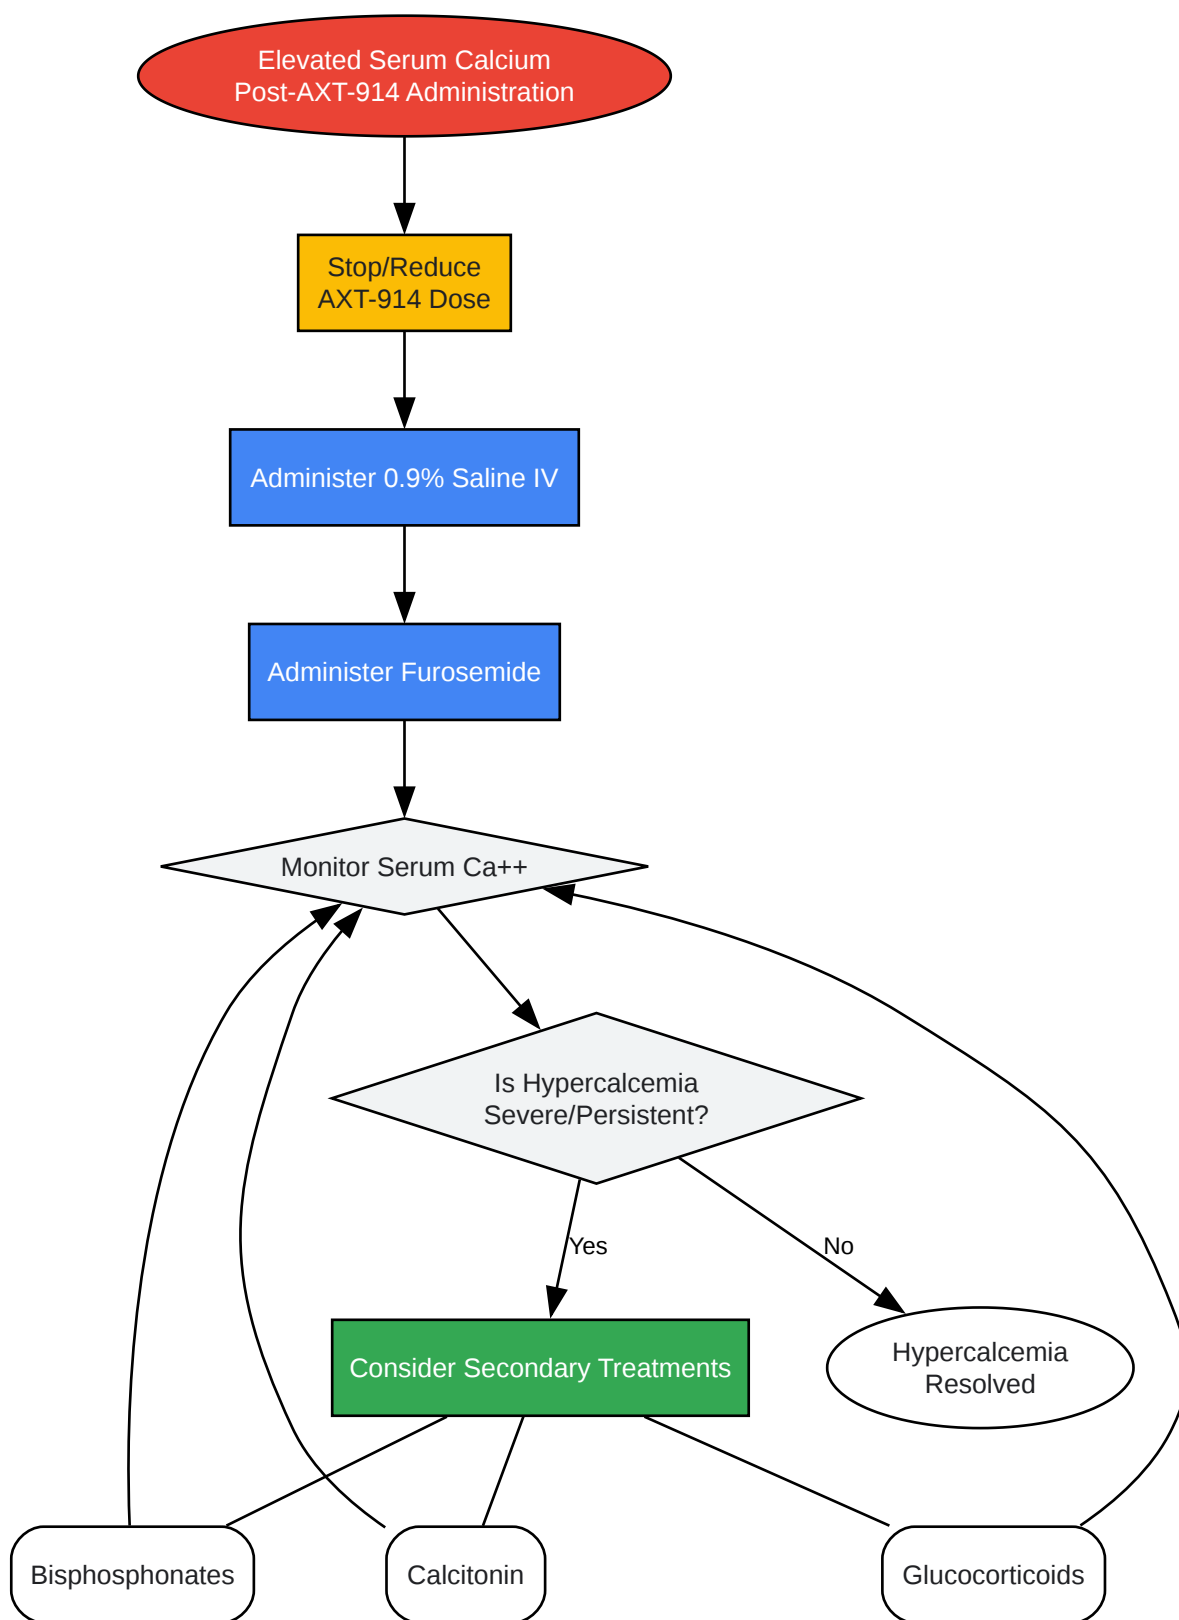 Elevated Serum Calcium
Post-AXT-914 Administration
Stop/Reduce
AXT-914 Dose
Administer 0.9% Saline IV
Administer Furosemide
Monitor Serum Ca++
Is Hypercalcemia
Severe/Persistent?
Yes
No
Consider Secondary Treatments
Hypercalcemia
Resolved
Bisphosphonates
Calcitonin
Glucocorticoids